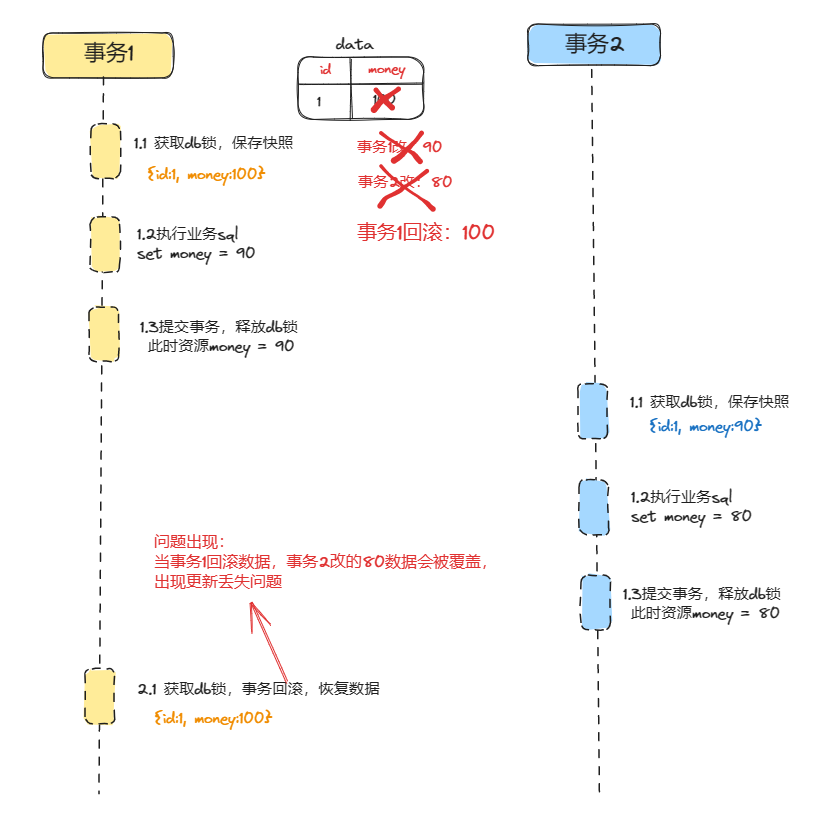 事务1
data
事务2
id money
1 100
1.1 获取db锁，保存快照
{id:1, money:100}
事务1改：90
事务2改：80
事务1回滚：100
1.2执行业务sql
set money = 90
1.3提交事务，释放db锁
此时资源money = 90
1.1 获取db锁，保存快照
{id:1, money:90}
1.2执行业务sql
set money = 80
问题出现：
当事务1回滚数据，事务2改的80数据会被覆盖，
出现更新丢失问题
1.3提交事务，释放db锁
此时资源money = 80
2.1 获取db锁，事务回滚，恢复数据
{id:1, money:100}